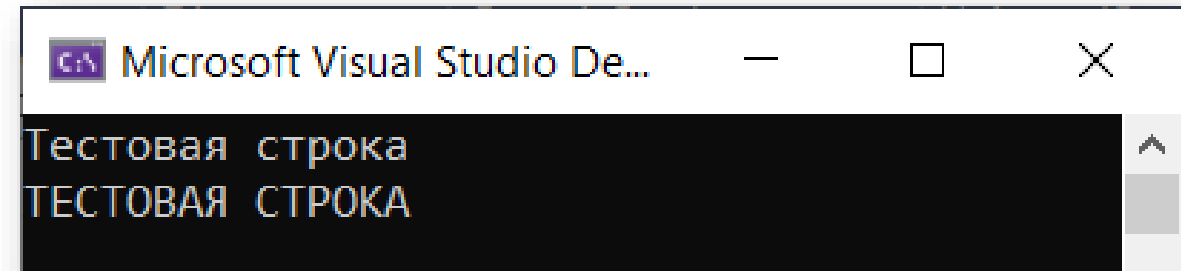 C:\ Microsoft Visual Studio De...
Тестовая строка
ТЕСТОВАЯ СТРОКА